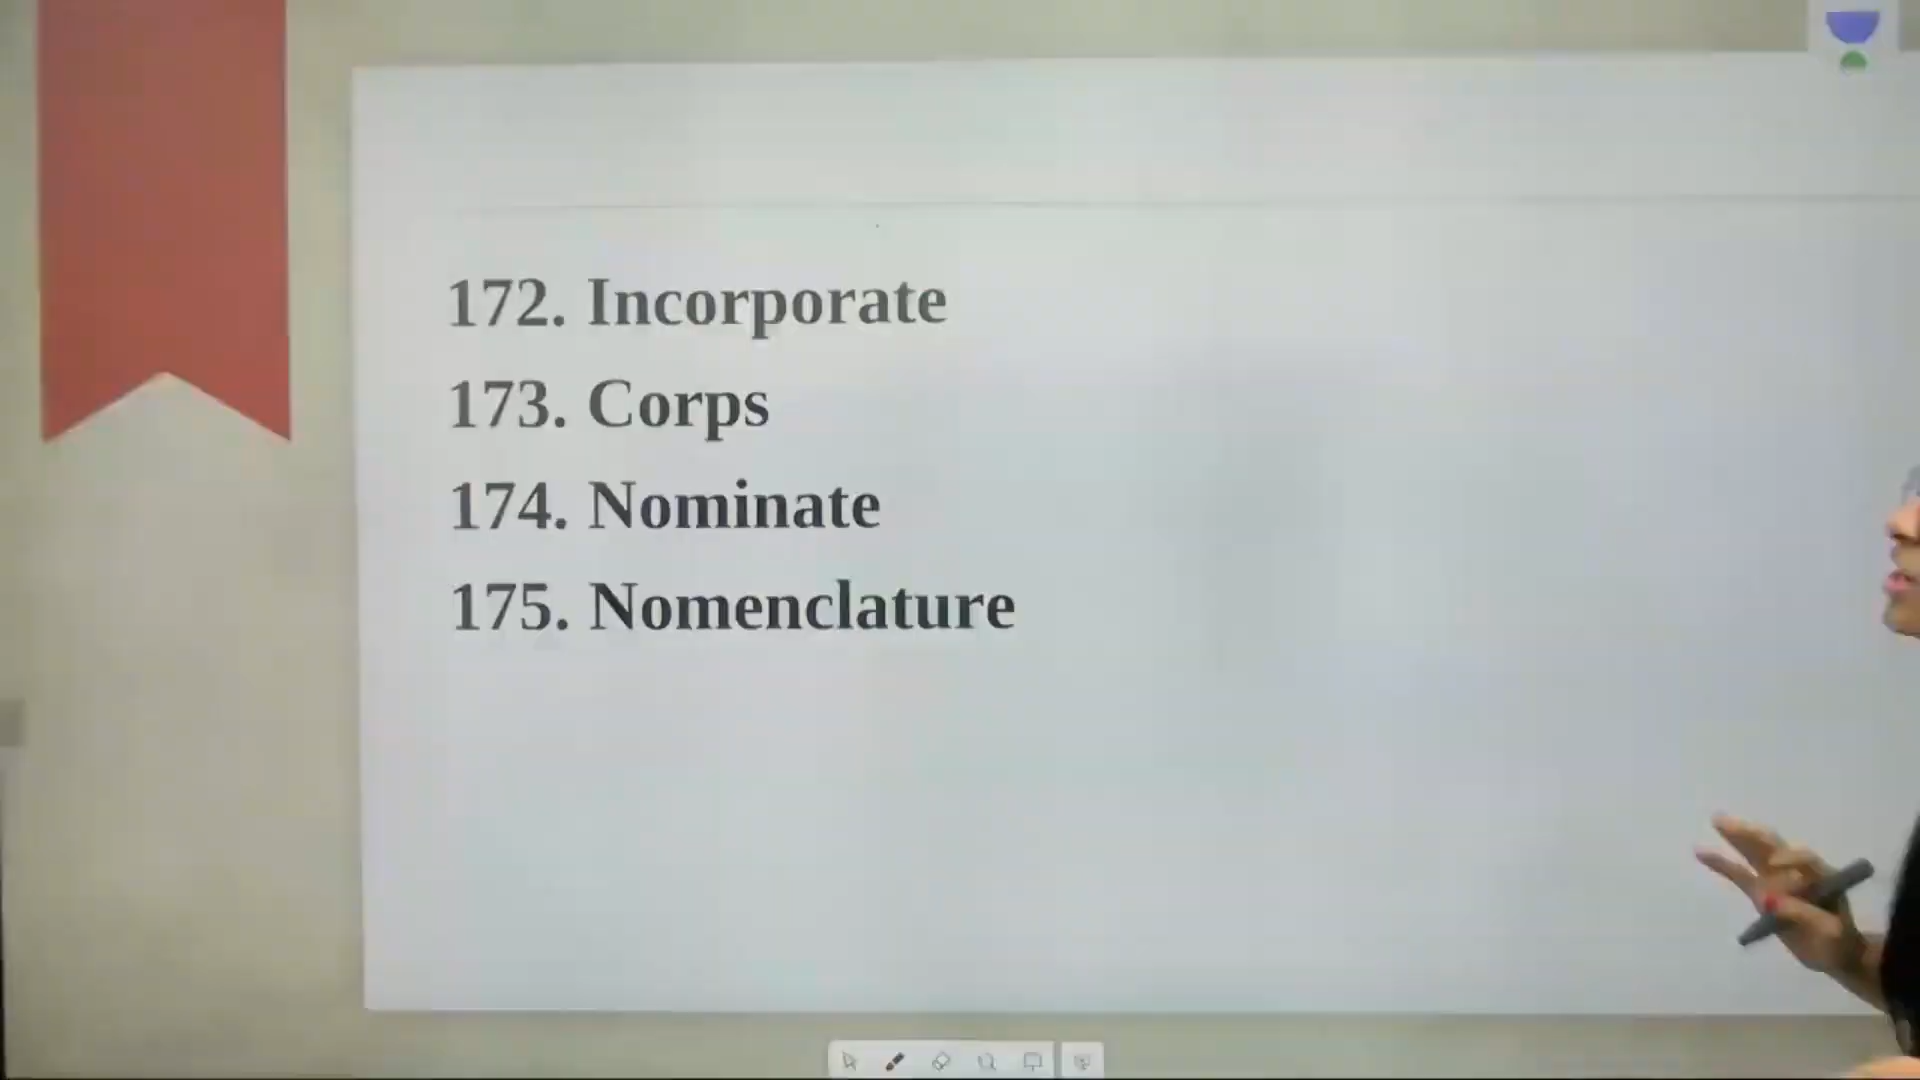 172. Incorporate
173. Corps
174. Nominate
175. Nomenclature